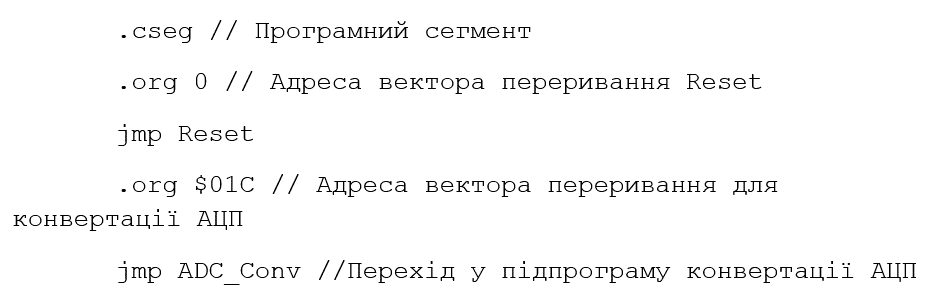 .cseg // Програмний сегмент
.org 0 // Адреса вектора переривання Reset
jmp Reset
.org $01C // Адреса вектора переривання для
конвертації АЦП
jmp ADC_Conv //Перехід у підпрограму конвертації АЦП